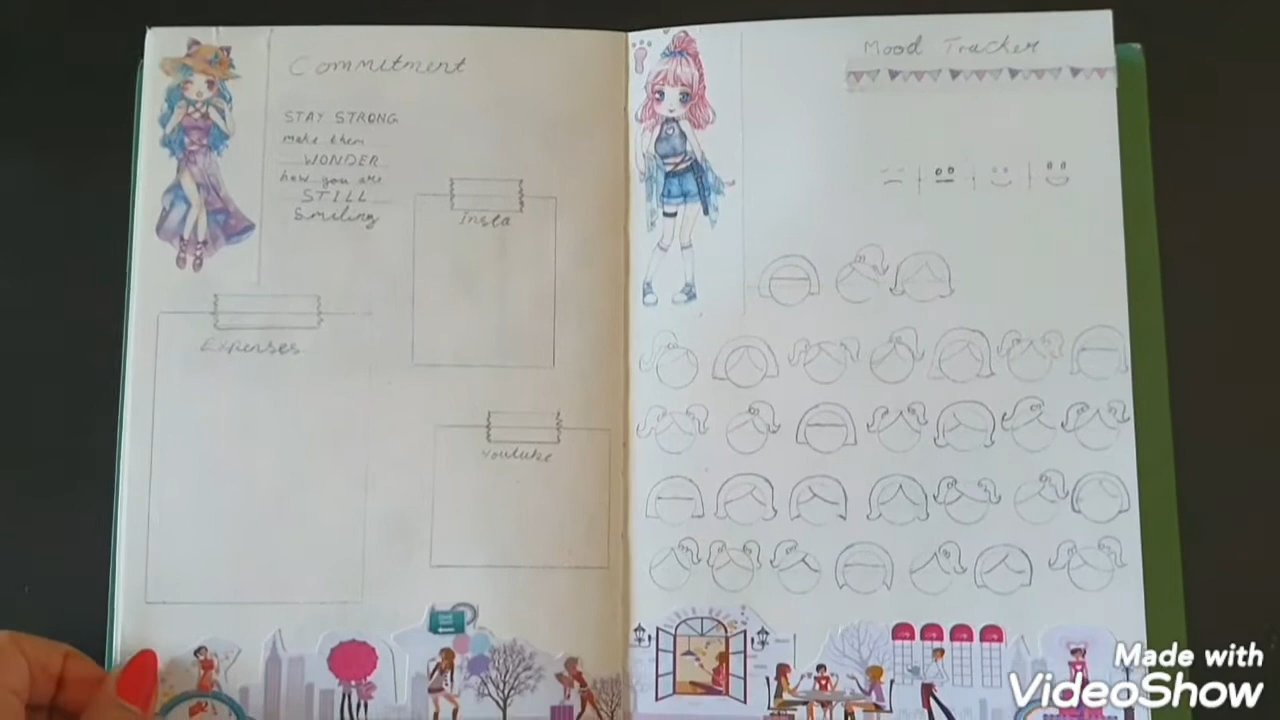 Commitment
STAY STRONG
make them
WONDER
how you are
STILL
Smiling
Insta
Expenses
Youtube
Mood Tracker
Made with
VideoShow